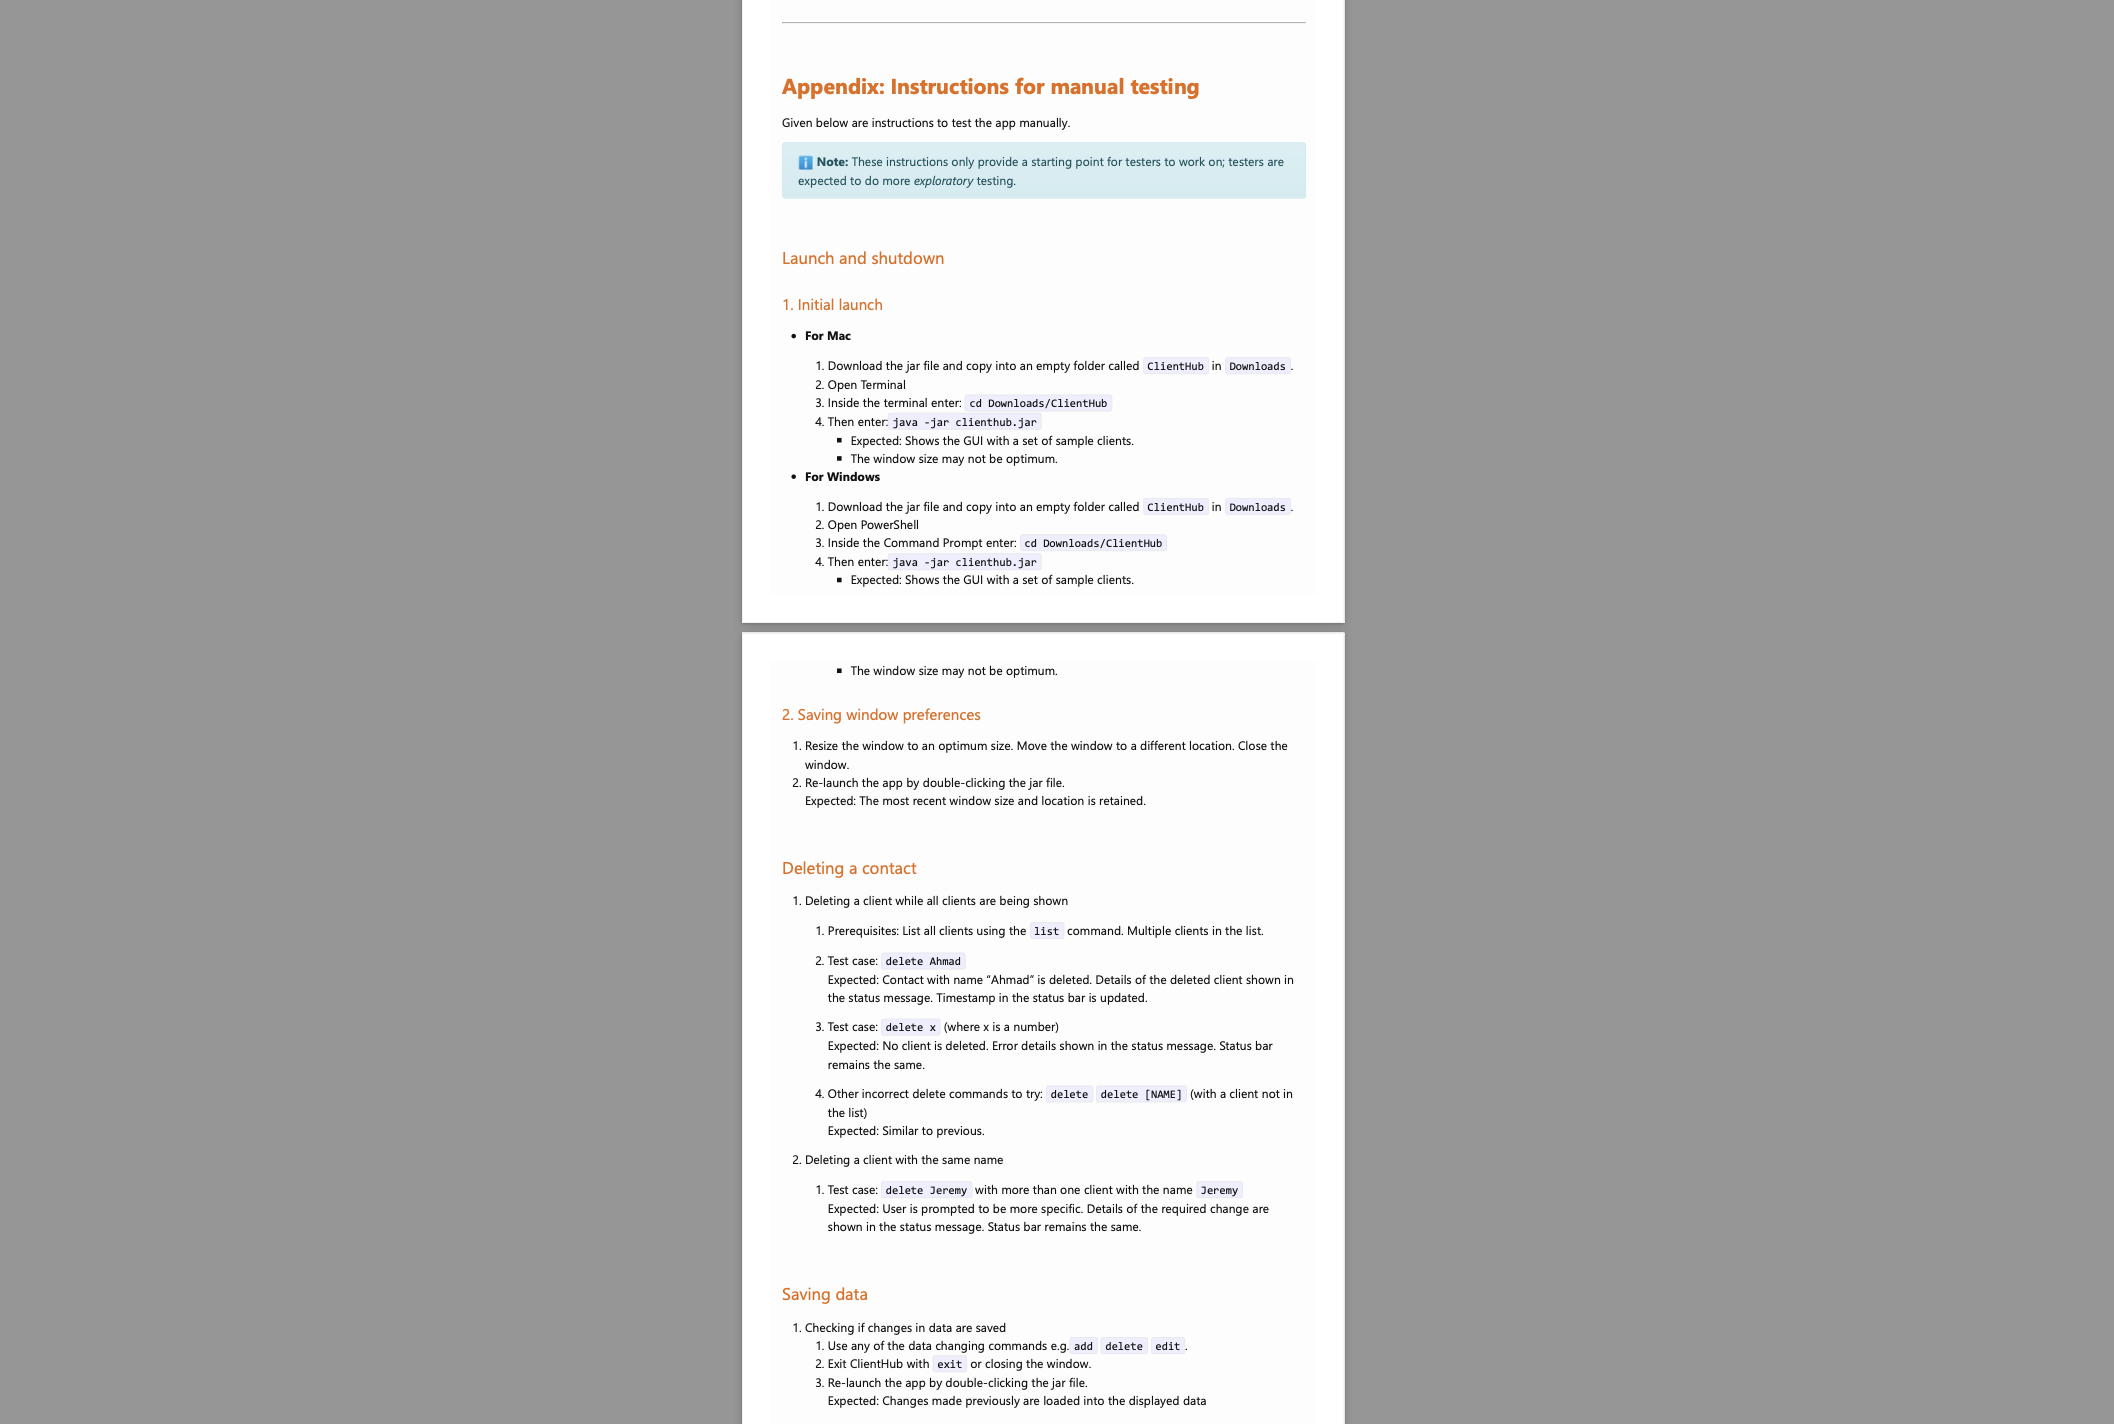 Appendix: Instructions for manual testing
Given below are instructions to test the app manually.
Note: These instructions only provide a starting point for testers to work on; testers are
expected to do more exploratory testing.
Launch and shutdown
1. Initial launch
• For Mac
1. Download the jar file and copy into an empty folder called ClientHub in Downloads .
2. Open Terminal
3. Inside the terminal enter: cd Downloads/ClientHub
4. Then enter: java -jar clienthub.jar
▪ Expected: Shows the GUI with a set of sample clients.
▪ The window size may not be optimum.
• For Windows
1. Download the jar file and copy into an empty folder called ClientHub in Downloads .
2. Open PowerShell
3. Inside the Command Prompt enter: cd Downloads/ClientHub
4. Then enter: java -jar clienthub.jar
▪ Expected: Shows the GUI with a set of sample clients.
▪ The window size may not be optimum.
2. Saving window preferences
1. Resize the window to an optimum size. Move the window to a different location. Close the
window.
2. Re-launch the app by double-clicking the jar file.
Expected: The most recent window size and location is retained.
Deleting a contact
1. Deleting a client while all clients are being shown
1. Prerequisites: List all clients using the list command. Multiple clients in the list.
2. Test case: delete Ahmad
Expected: Contact with name “Ahmad” is deleted. Details of the deleted client shown in
the status message. Timestamp in the status bar is updated.
3. Test case: delete x (where x is a number)
Expected: No client is deleted. Error details shown in the status message. Status bar
remains the same.
4. Other incorrect delete commands to try: delete delete [NAME] (with a client not in
the list)
Expected: Similar to previous.
2. Deleting a client with the same name
1. Test case: delete Jeremy with more than one client with the name Jeremy
Expected: User is prompted to be more specific. Details of the required change are
shown in the status message. Status bar remains the same.
Saving data
1. Checking if changes in data are saved
1. Use any of the data changing commands e.g. add delete edit .
2. Exit ClientHub with exit or closing the window.
3. Re-launch the app by double-clicking the jar file.
Expected: Changes made previously are loaded into the displayed data